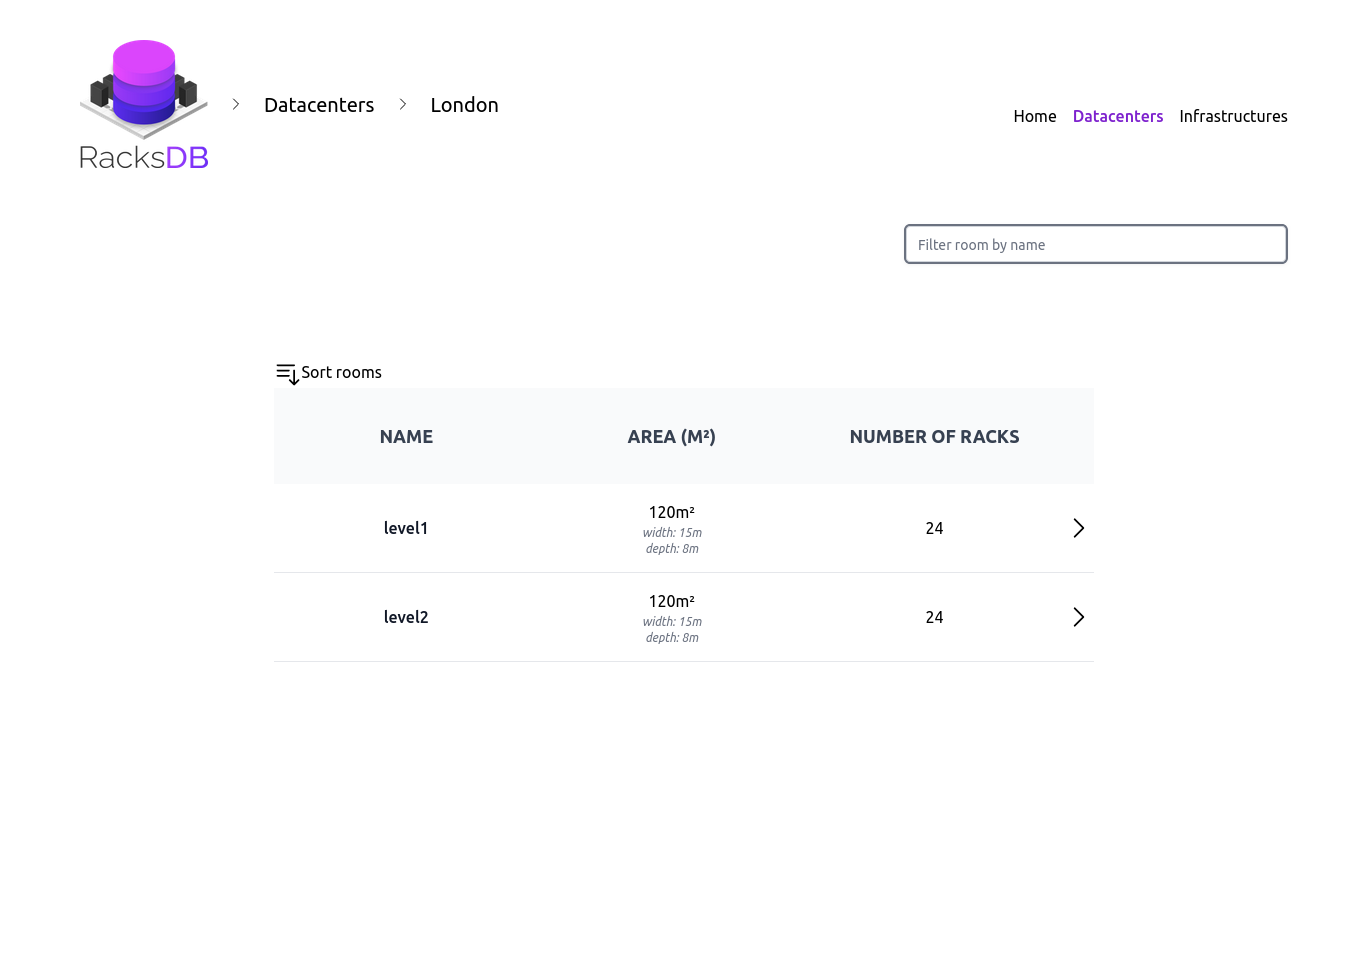 RacksDB
Datacenters
London
Home Datacenters Infrastructures
Filter room by name
Sort rooms
NAME AREA (M²) NUMBER OF RACKS
level1
120m²
width: 15m
depth: 8m
24
level2
120m²
width: 15m
depth: 8m
24